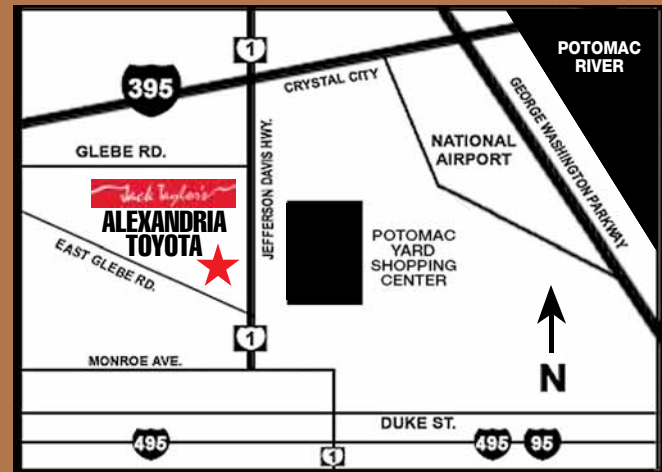 1
POTOMAC
RIVER
395
CRYSTAL CITY
GEORGE WASHINGTON PARKWAY
GLEBE RD.
NATIONAL
AIRPORT
JEFFERSON DAVIS HWY.
Jack Taylor's
ALEXANDRIA
TOYOTA
EAST GLEBE RD.
POTOMAC
YARD
SHOPPING
CENTER
1
MONROE AVE.
N
DUKE ST.
495
1
495
95